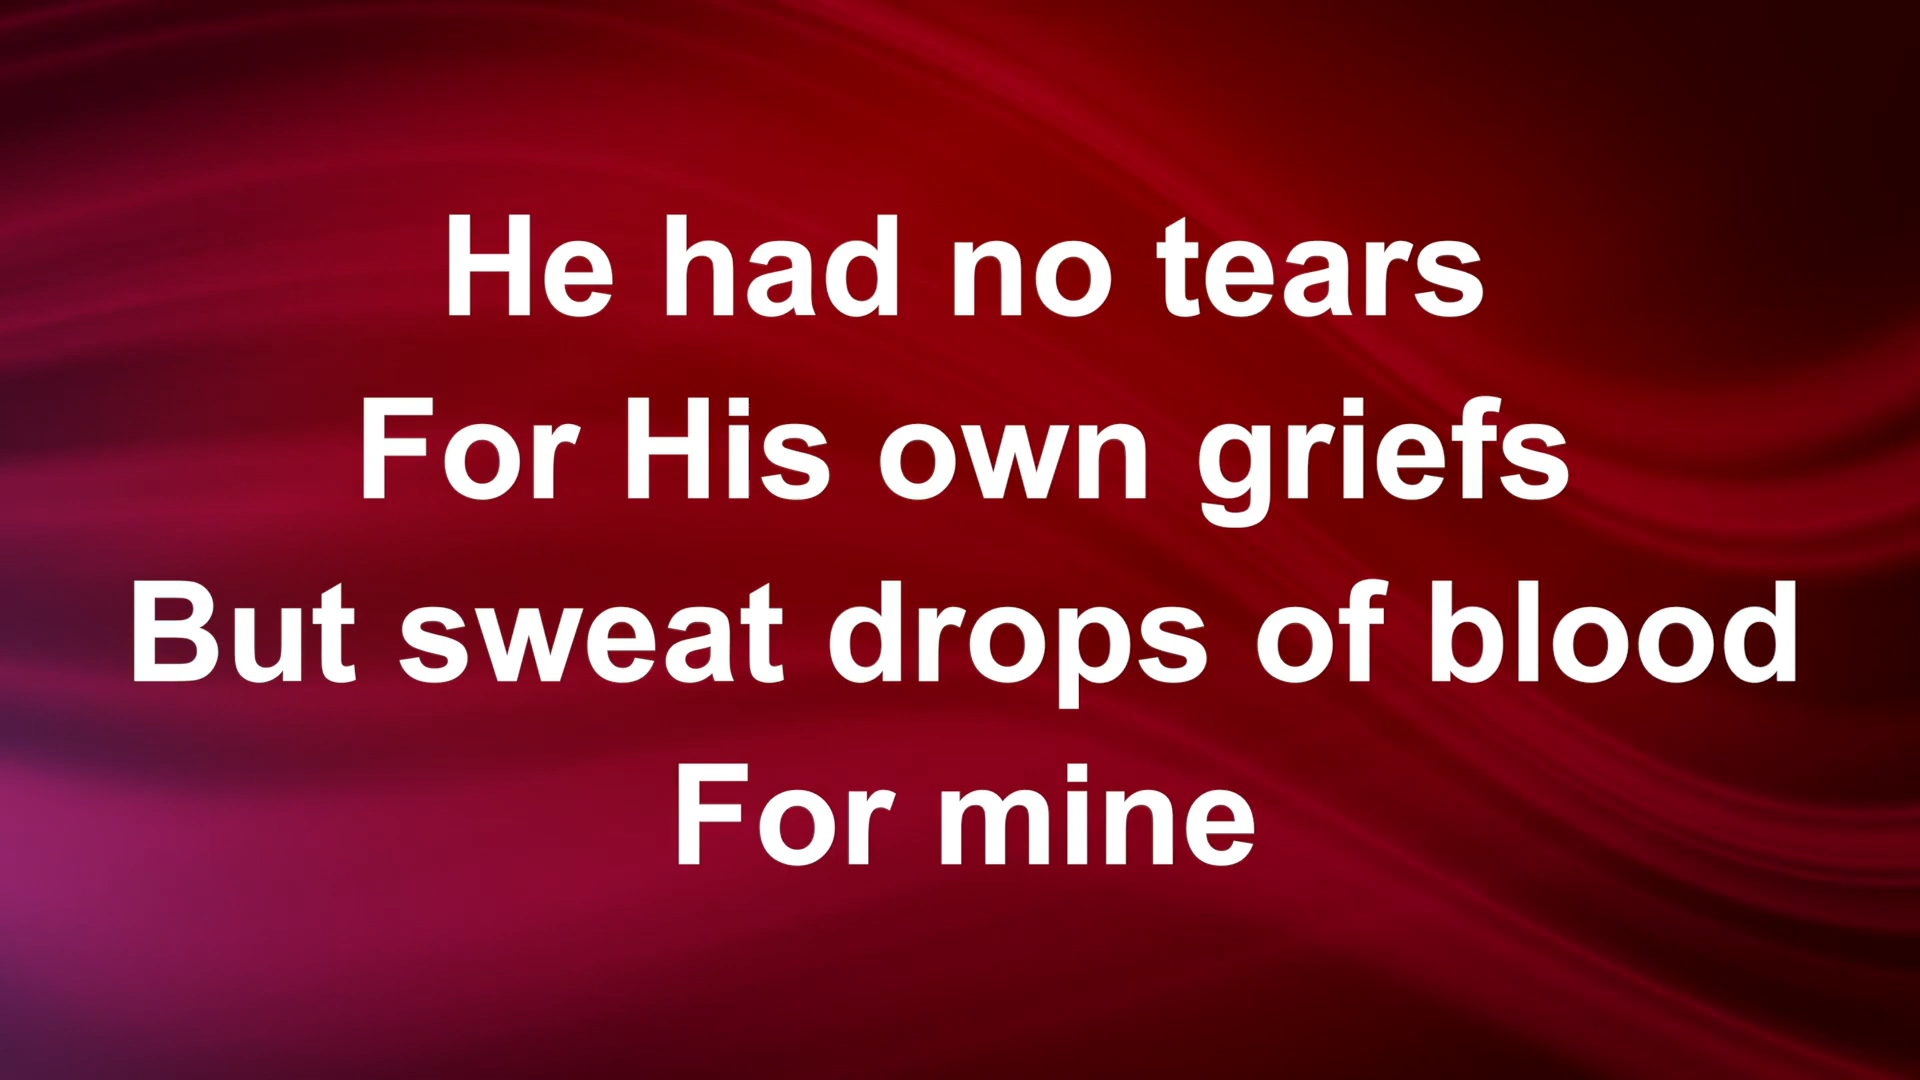 He had no tears
For His own griefs
But sweat drops of blood
For mine